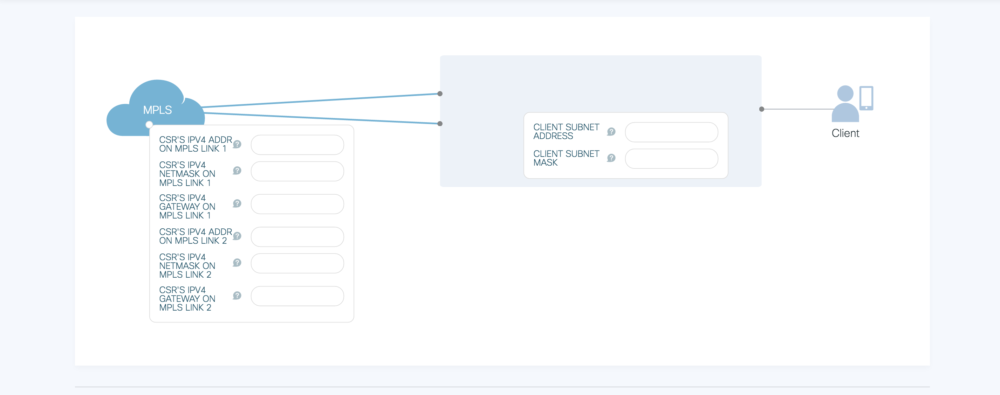 MPLS
CSR'S IPV4 ADDR
ON MPLS LINK 1
?
CSR'S IPV4
NETMASK ON
MPLS LINK 1
?
CSR'S IPV4
GATEWAY ON
MPLS LINK 1
?
CSR'S IPV4 ADDR
ON MPLS LINK 2
?
CSR'S IPV4
NETMASK ON
MPLS LINK 2
?
CSR'S IPV4
GATEWAY ON
MPLS LINK 2
?
CLIENT SUBNET
ADDRESS
?
CLIENT SUBNET
MASK
?
Client